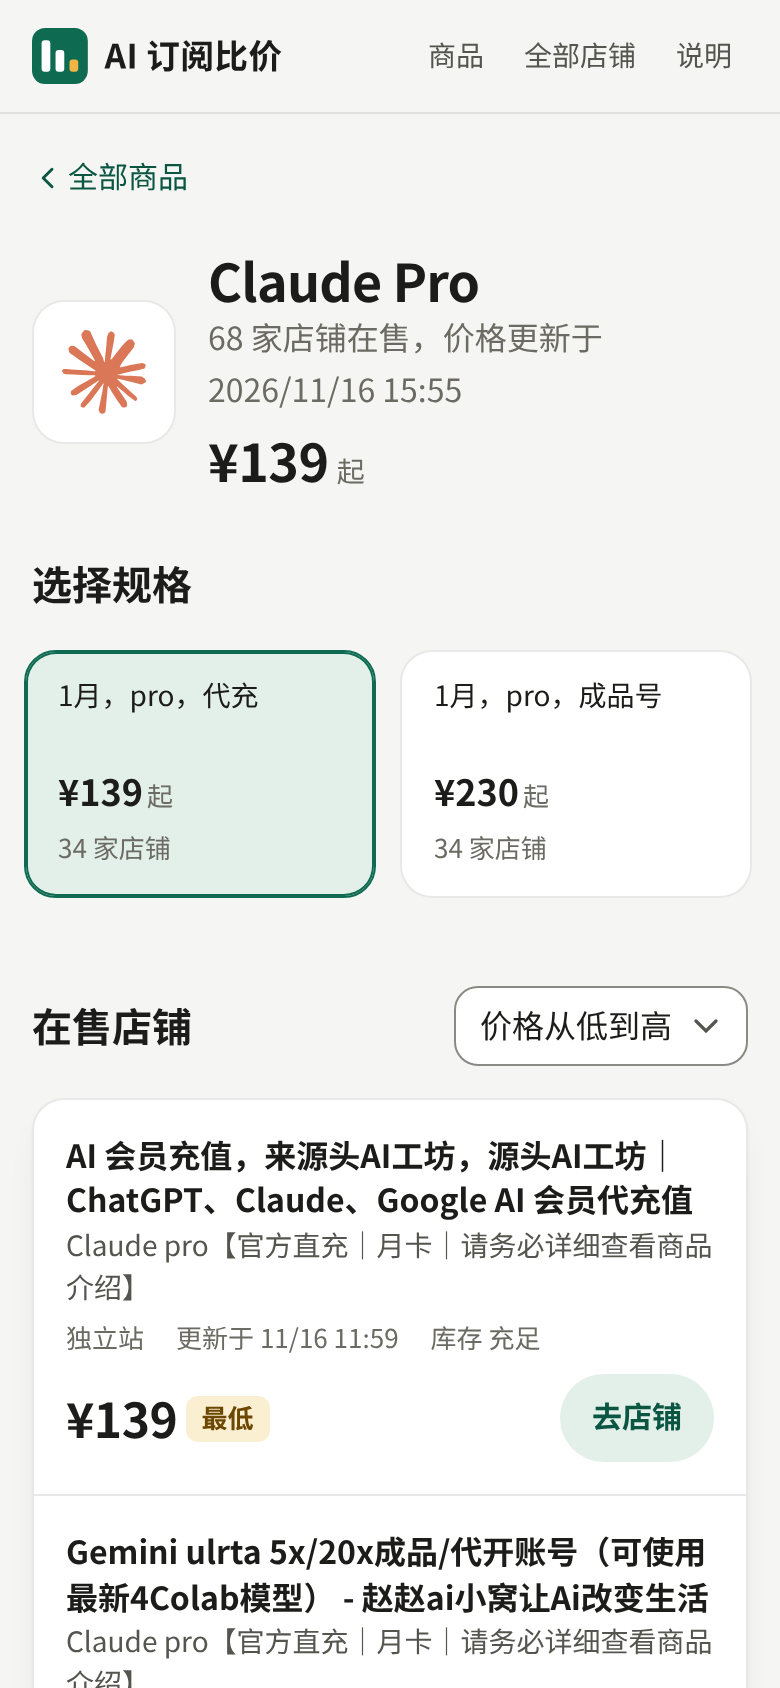 AI 订阅比价
商品 全部店铺 说明
全部商品
Claude Pro
68 家店铺在售，价格更新于
2026/11/16 15:55
¥139 起
选择规格
1月，pro，代充
¥139 起
34 家店铺
1月，pro，成品号
¥230 起
34 家店铺
在售店铺
价格从低到高
AI 会员充值，来源头AI工坊，源头AI工坊｜
ChatGPT、Claude、Google AI 会员代充值
Claude pro【官方直充｜月卡｜请务必详细查看商品
介绍】
独立站 更新于 11/16 11:59 库存 充足
¥139 最低
去店铺
Gemini ulrta 5x/20x成品/代开账号（可使用
最新4Colab模型） - 赵赵ai小窝让Ai改变生活
Claude pro【官方直充｜月卡｜请务必详细查看商品
介绍】